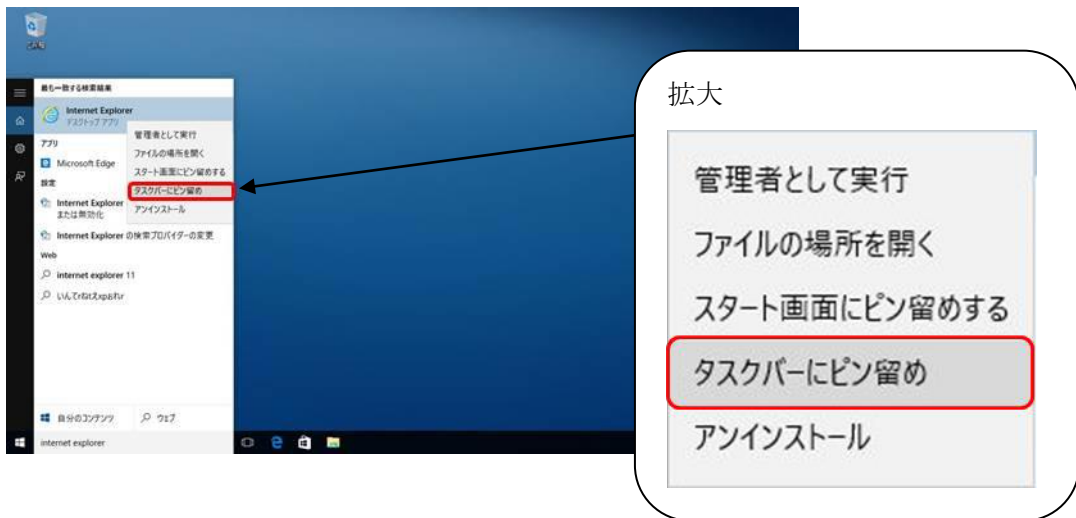 ごみ箱
最も一致する検索結果
Internet Explorer
デスクトップ アプリ
アプリ
Microsoft Edge
設定
Internet Explorer
または無効化
Internet Explorer の検索プロバイダーの変更
Web
internet explorer 11
自分のコンテンツ
ウェブ
internet explorer
管理者として実行
ファイルの場所を開く
スタート画面にピン留めする
タスクバーにピン留め
アンインストール
拡大
管理者として実行
ファイルの場所を開く
スタート画面にピン留めする
タスクバーにピン留め
アンインストール